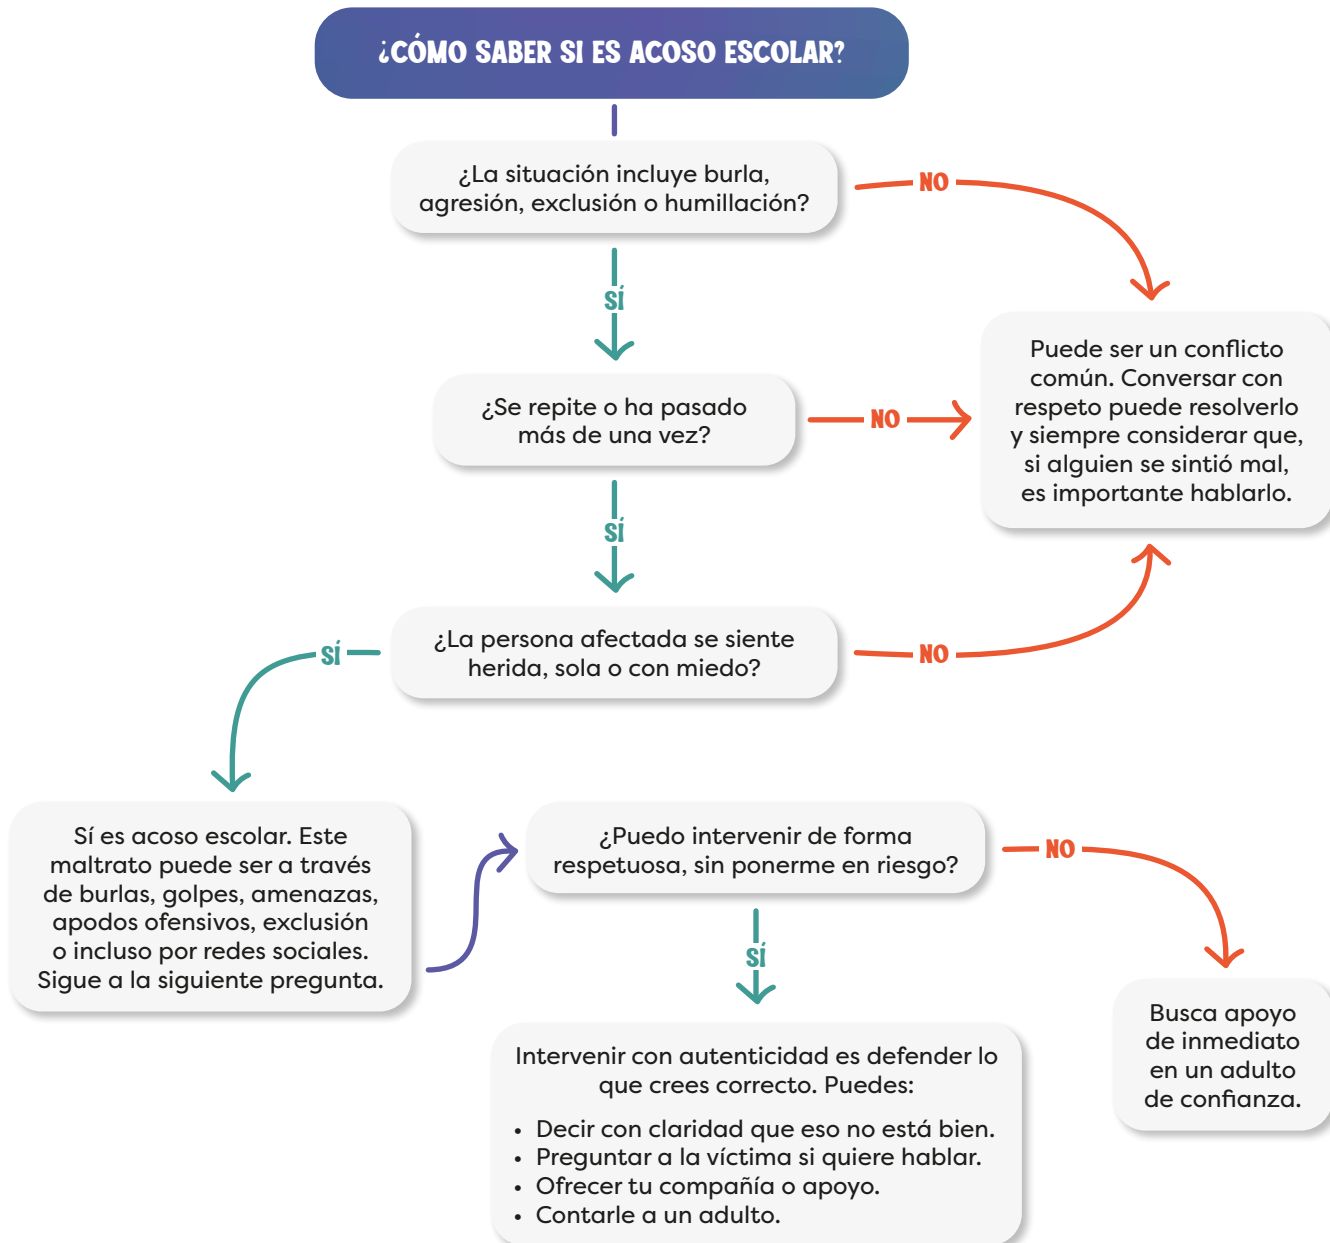 ¿CÓMO SABER SI ES ACOSO ESCOLAR?
¿La situación incluye burla,
agresión, exclusión o humillación?
NO
SÍ
¿Se repite o ha pasado
más de una vez?
NO
Puede ser un conflicto
común. Conversar con
respeto puede resolverlo
y siempre considerar que,
si alguien se sintió mal,
es importante hablarlo.
SÍ
¿La persona afectada se siente
herida, sola o con miedo?
SÍ
NO
Sí es acoso escolar. Este
maltrato puede ser a través
de burlas, golpes, amenazas,
apodos ofensivos, exclusión
o incluso por redes sociales.
Sigue a la siguiente pregunta.
¿Puedo intervenir de forma
respetuosa, sin ponerme en riesgo?
NO
SÍ
Busca apoyo
de inmediato
en un adulto
de confianza.
Intervenir con autenticidad es defender lo
que crees correcto. Puedes:
• Decir con claridad que eso no está bien.
• Preguntar a la víctima si quiere hablar.
• Ofrecer tu compañía o apoyo.
• Contarle a un adulto.